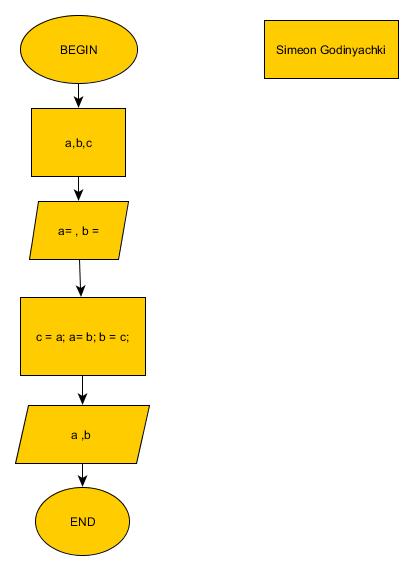 BEGIN
Simeon Godinyachki
a,b,c
a= , b =
c = a; a= b; b = c;
a ,b
END